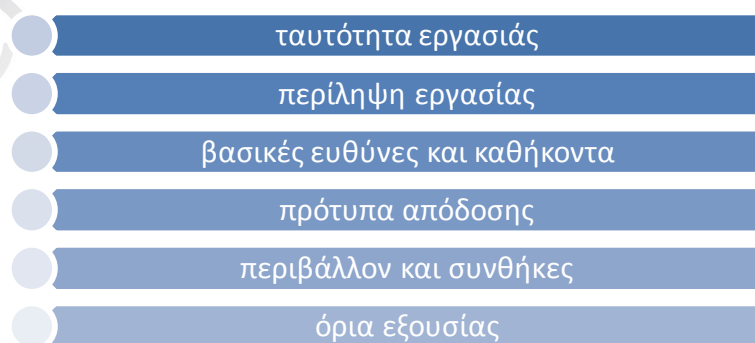 ταυτότητα εργασιάς
περίληψη εργασίας
βασικές ευθύνες και καθήκοντα
πρότυπα απόδοσης
περιβάλλον και συνθήκες
όρια εξουσίας